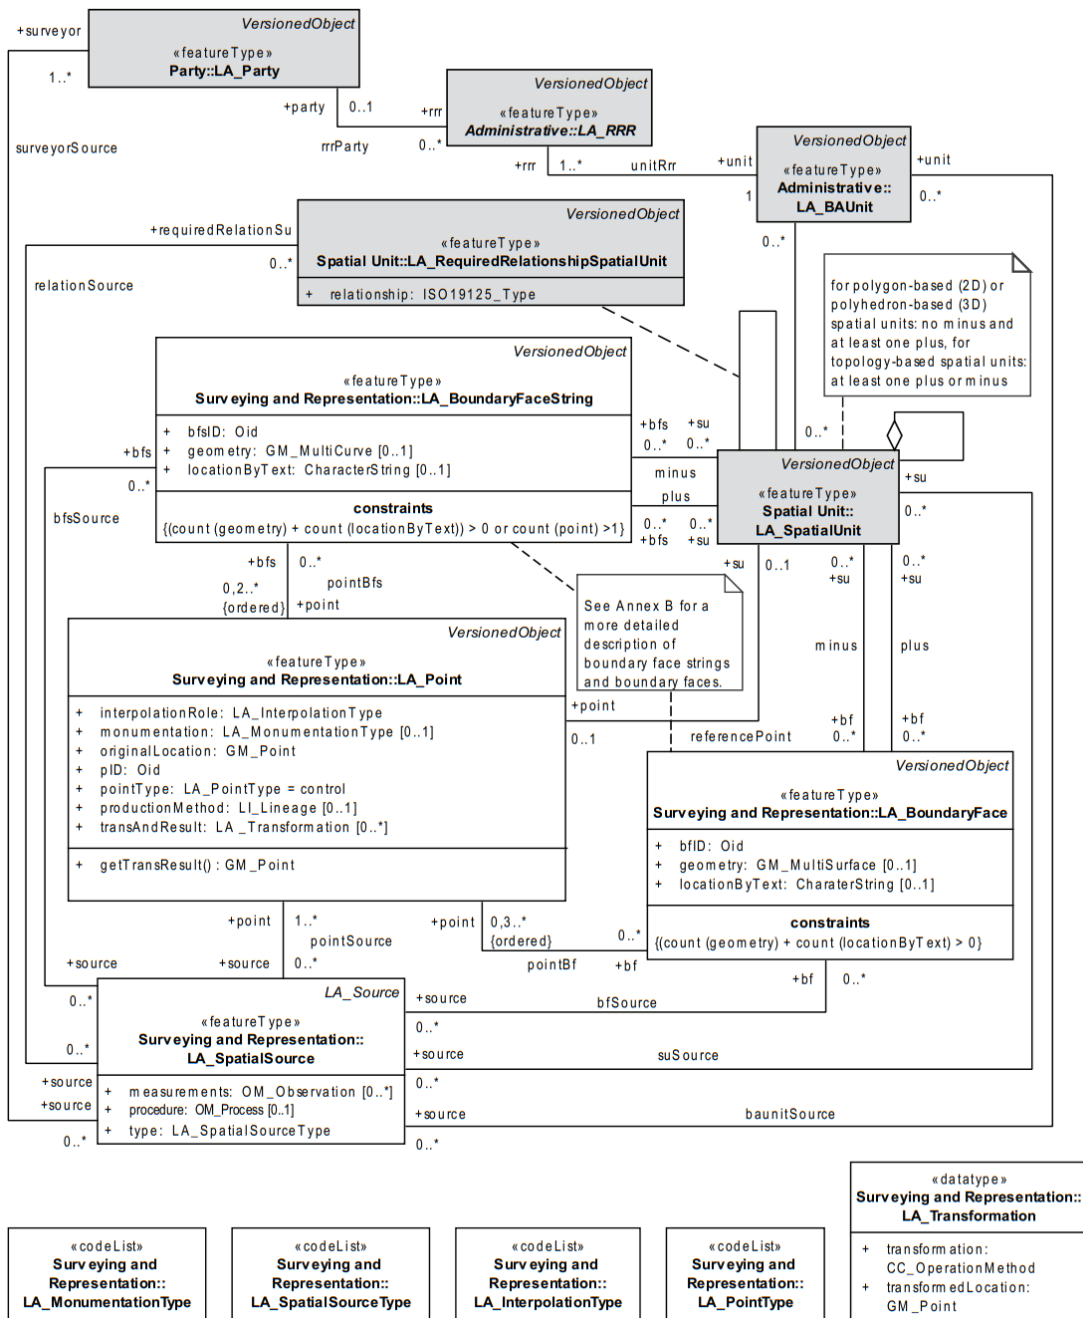 +surveyor
VersionedObject
«featureType»
Party::LA_Party
1..*
surveyorSource
+party
0..1
+rrr
rrrParty
0..*
VersionedObject
«featureType»
Administrative::LA_RRR
+rrr
1..*
unitRrr
+unit
1
VersionedObject
«featureType»
Administrative::
LA_BAUnit
+unit
0..*
0..*
+requiredRelationSu
0..*
relationSource
VersionedObject
«featureType»
Spatial Unit::LA_RequiredRelationshipSpatialUnit
+ relationship: ISO19125_Type
for polygon-based (2D) or
polyhedron-based (3D)
spatial units: no minus and
at least one plus, for
topology-based spatial units:
at least one plus or minus
VersionedObject
«featureType»
Surveying and Representation::LA_BoundaryFaceString
+ bfsID: Oid
+ geometry: GM_MultiCurve [0..1]
+ locationByText: CharacterString [0..1]
constraints
{(count (geometry) + count (locationByText)) > 0 or count (point) >1}
+bfs
0..*
bfsSource
+bfs +su
0..* 0..*
minus
plus
0..* 0..*
+bfs +su
0..*
VersionedObject
«featureType»
Spatial Unit::
LA_SpatialUnit
+su
0..*
+bfs
0..*
0,2..*
{ordered}
pointBfs
+point
+su
0..1
0..*
+su
0..*
+su
See Annex B for a
more detailed
description of
boundary face strings
and boundary faces.
minus
plus
VersionedObject
«featureType»
Surveying and Representation::LA_Point
+ interpolationRole: LA_InterpolationType
+ monumentation: LA_MonumentationType [0..1]
+ originalLocation: GM_Point
+ pID: Oid
+ pointType: LA_PointType = control
+ productionMethod: LI_Lineage [0..1]
+ transAndResult: LA _Transformation [0..*]
+ getTransResult() : GM_Point
+point
0..1
referencePoint
+bf
0..*
+bf
0..*
VersionedObject
«featureType»
Surveying and Representation::LA_BoundaryFace
+ bfID: Oid
+ geometry: GM_MultiSurface [0..1]
+ locationByText: CharaterString [0..1]
constraints
{(count (geometry) + count (locationByText) > 0}
+point
1..*
pointSource
+source
0..*
+point
0,3..*
{ordered}
pointBf
0..*
+bf
+bf
0..*
+source
0..*
0..*
+source
+source
0..*
LA_Source
«featureType»
Surveying and Representation::
LA_SpatialSource
+ measurements: OM_Observation [0..*]
+ procedure: OM_Process [0..1]
+ type: LA_SpatialSourceType
+source
bfSource
0..*
+source
suSource
0..*
+source
baunitSource
0..*
«codeList»
Surveying and
Representation::
LA_MonumentationType
«codeList»
Surveying and
Representation::
LA_SpatialSourceType
«codeList»
Surveying and
Representation::
LA_InterpolationType
«codeList»
Surveying and
Representation::
LA_PointType
«datatype»
Surveying and Representation::
LA_Transformation
+ transformation:
CC_OperationMethod
+ transformedLocation:
GM_Point